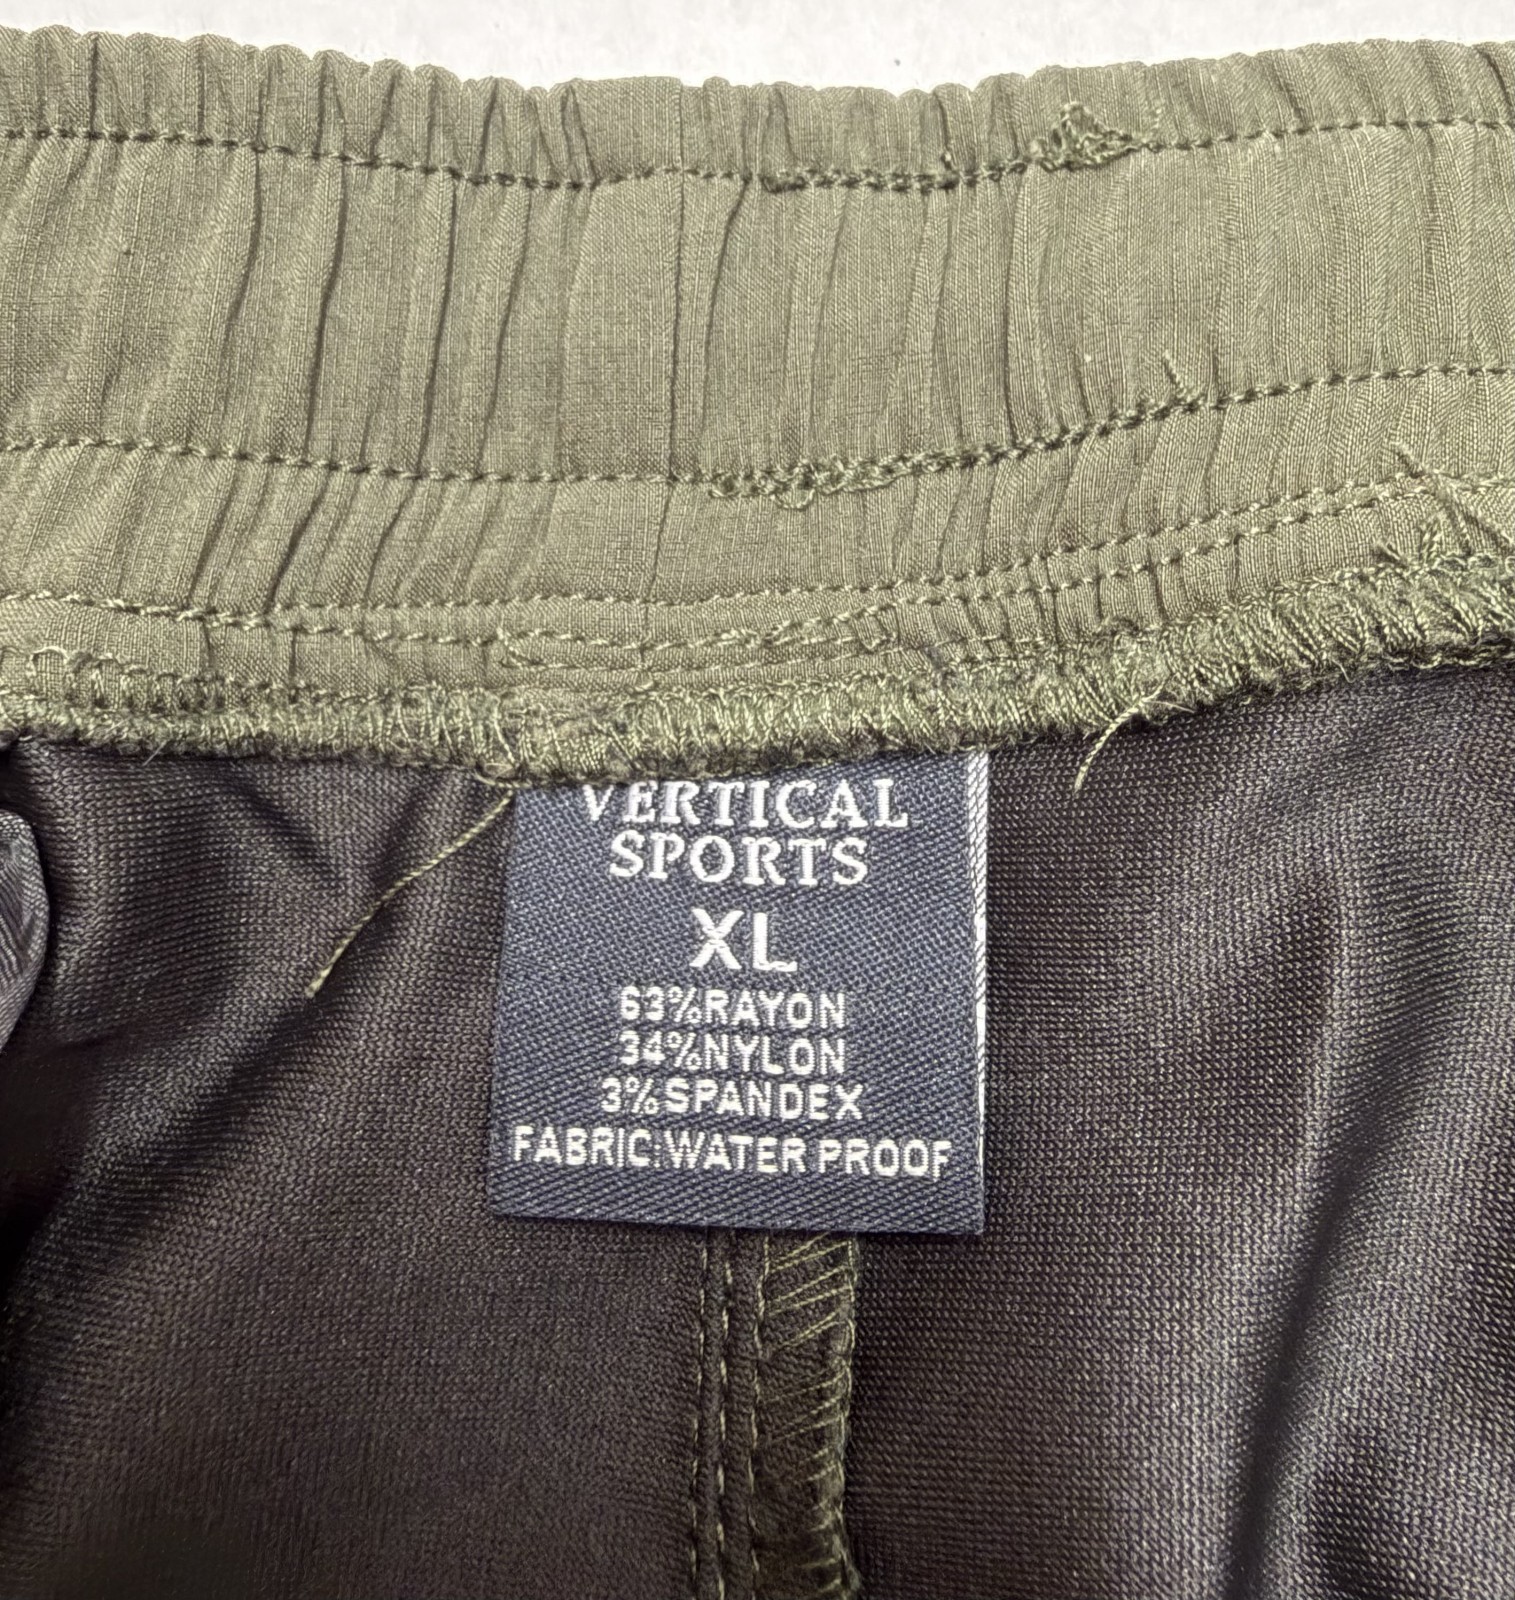 VERTICAL
SPORTS
XL
63%RAYON
34%NYLON
3%SPANDEX
FABRIC:WATER PROOF